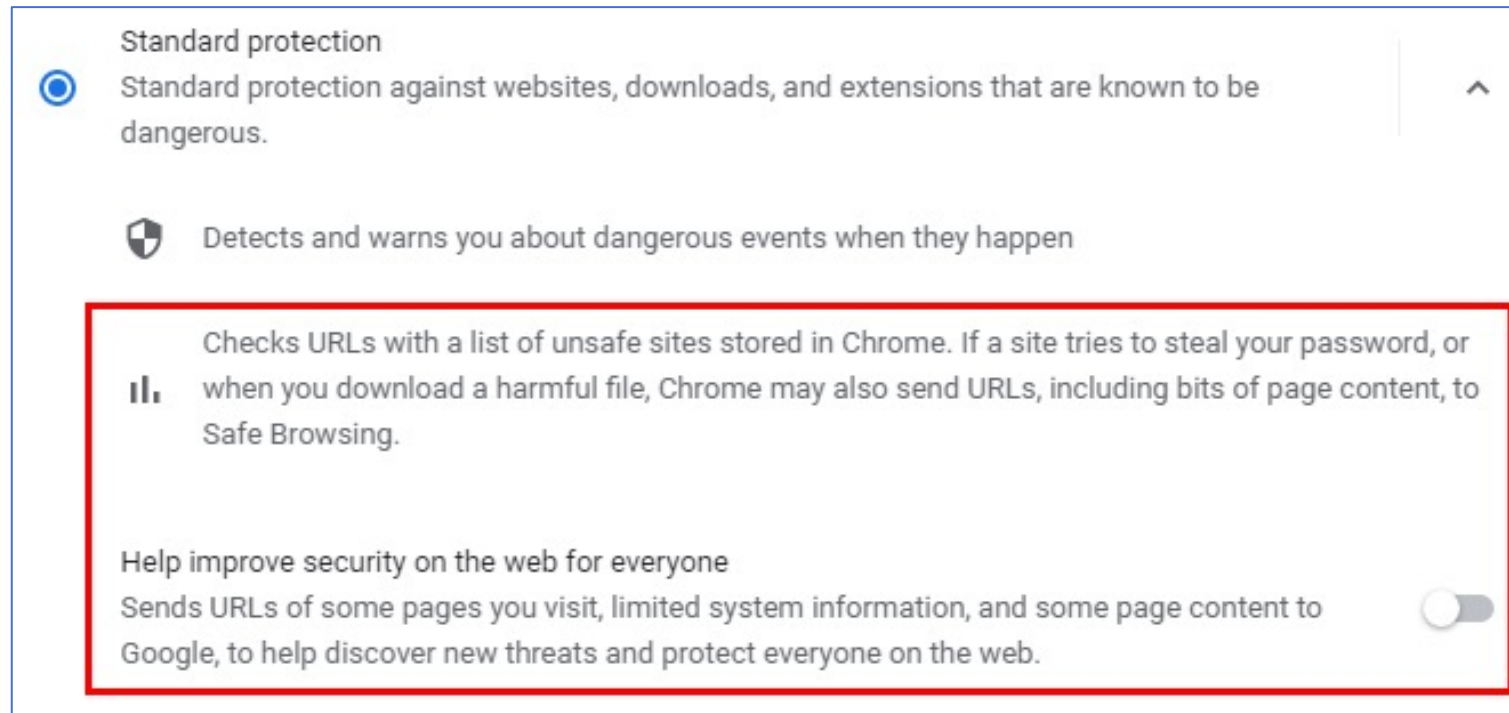 Standard protection
Standard protection against websites, downloads, and extensions that are known to be
dangerous.
Detects and warns you about dangerous events when they happen
Checks URLs with a list of unsafe sites stored in Chrome. If a site tries to steal your password, or
when you download a harmful file, Chrome may also send URLs, including bits of page content, to
Safe Browsing.
Help improve security on the web for everyone
Sends URLs of some pages you visit, limited system information, and some page content to
Google, to help discover new threats and protect everyone on the web.